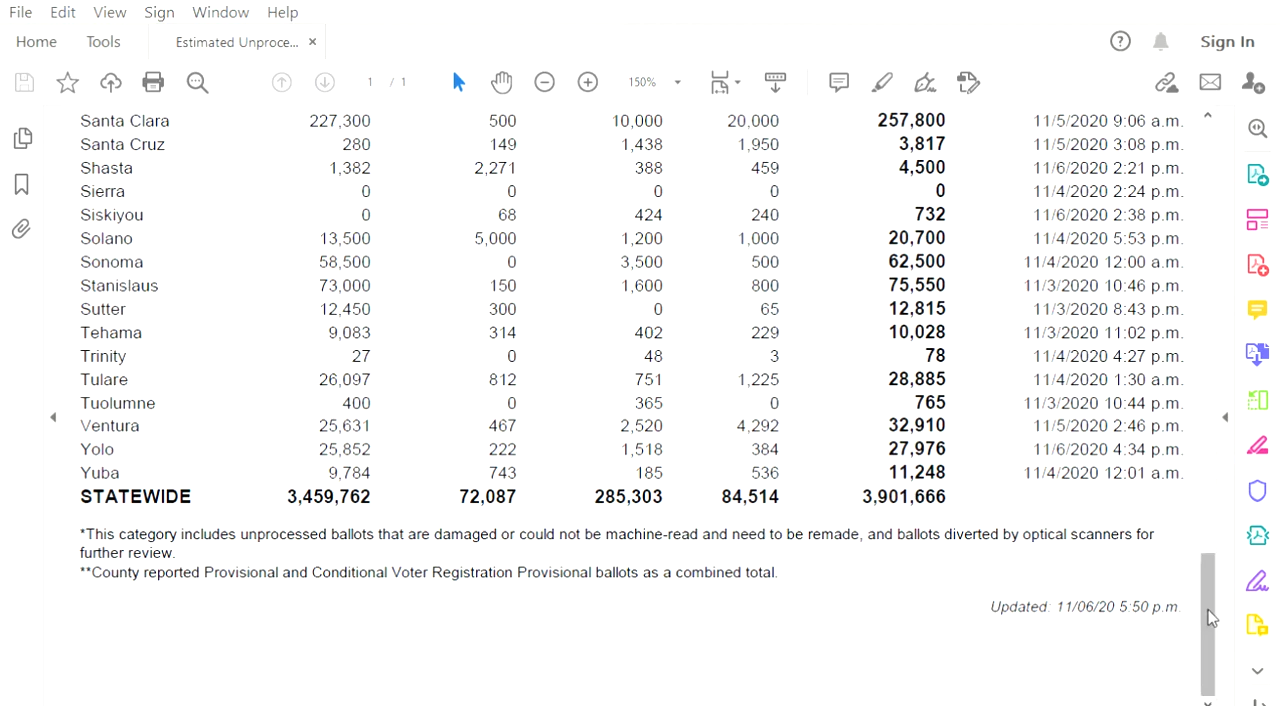 File Edit View Sign Window Help
Home Tools Estimated Unproce... × Sign In
1 / 1 150%
Santa Clara 227,300 500 10,000 20,000 257,800 11/5/2020 9:06 a.m.
Santa Cruz 280 149 1,438 1,950 3,817 11/5/2020 3:08 p.m.
Shasta 1,382 2,271 388 459 4,500 11/6/2020 2:21 p.m.
Sierra 0 0 0 0 0 11/4/2020 2:24 p.m.
Siskiyou 0 68 424 240 732 11/6/2020 2:38 p.m.
Solano 13,500 5,000 1,200 1,000 20,700 11/4/2020 5:53 p.m.
Sonoma 58,500 0 3,500 500 62,500 11/4/2020 12:00 a.m.
Stanislaus 73,000 150 1,600 800 75,550 11/3/2020 10:46 p.m.
Sutter 12,450 300 0 65 12,815 11/3/2020 8:43 p.m.
Tehama 9,083 314 402 229 10,028 11/3/2020 11:02 p.m.
Trinity 27 0 48 3 78 11/4/2020 4:27 p.m.
Tulare 26,097 812 751 1,225 28,885 11/4/2020 1:30 a.m.
Tuolumne 400 0 365 0 765 11/3/2020 10:44 p.m.
Ventura 25,631 467 2,520 4,292 32,910 11/5/2020 2:46 p.m.
Yolo 25,852 222 1,518 384 27,976 11/6/2020 4:34 p.m.
Yuba 9,784 743 185 536 11,248 11/4/2020 12:01 a.m.
STATEWIDE 3,459,762 72,087 285,303 84,514 3,901,666
*This category includes unprocessed ballots that are damaged or could not be machine-read and need to be remade, and ballots diverted by optical scanners for
further review.
**County reported Provisional and Conditional Voter Registration Provisional ballots as a combined total.
Updated: 11/06/20 5:50 p.m.